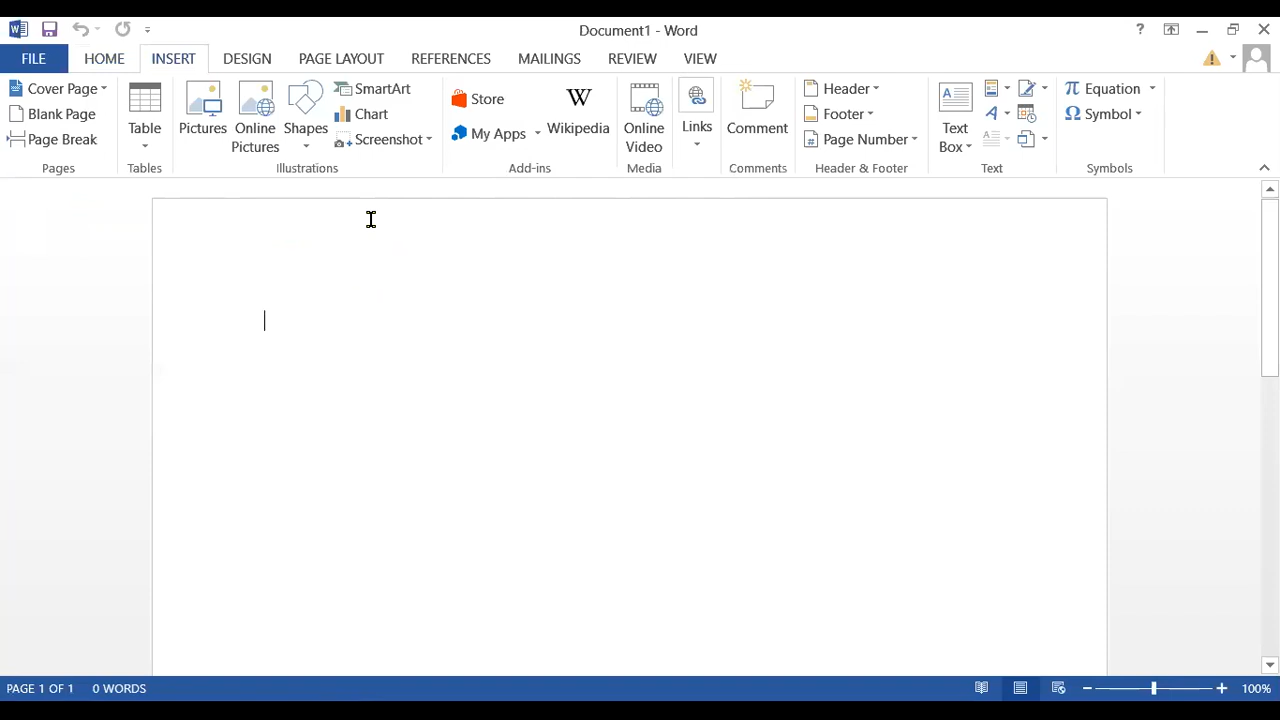 Document1 - Word
?
FILE HOME INSERT DESIGN PAGE LAYOUT REFERENCES MAILINGS REVIEW VIEW
Cover Page
Blank Page
Page Break
Pages
Table
Tables
Pictures
Online
Pictures
Shapes
SmartArt
Chart
Screenshot
Illustrations
Store
My Apps
W
Wikipedia
Add-ins
Online
Video
Media
Links
Comment
Comments
Header
Footer
# Page Number
Header & Footer
A
Text
Box
A
A
Text
π Equation
Ω Symbol
Symbols
PAGE 1 OF 1 0 WORDS 100%